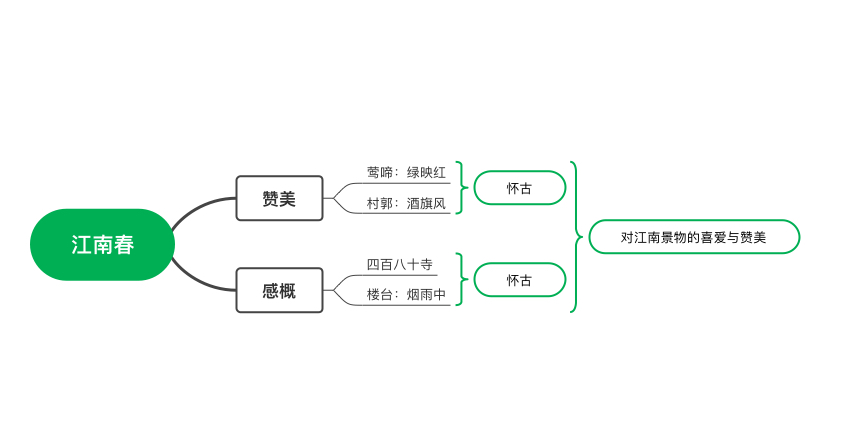 江南春
赞美
莺啼：绿映红
村郭：酒旗风
怀古
感概
四百八十寺
楼台：烟雨中
怀古
对江南景物的喜爱与赞美